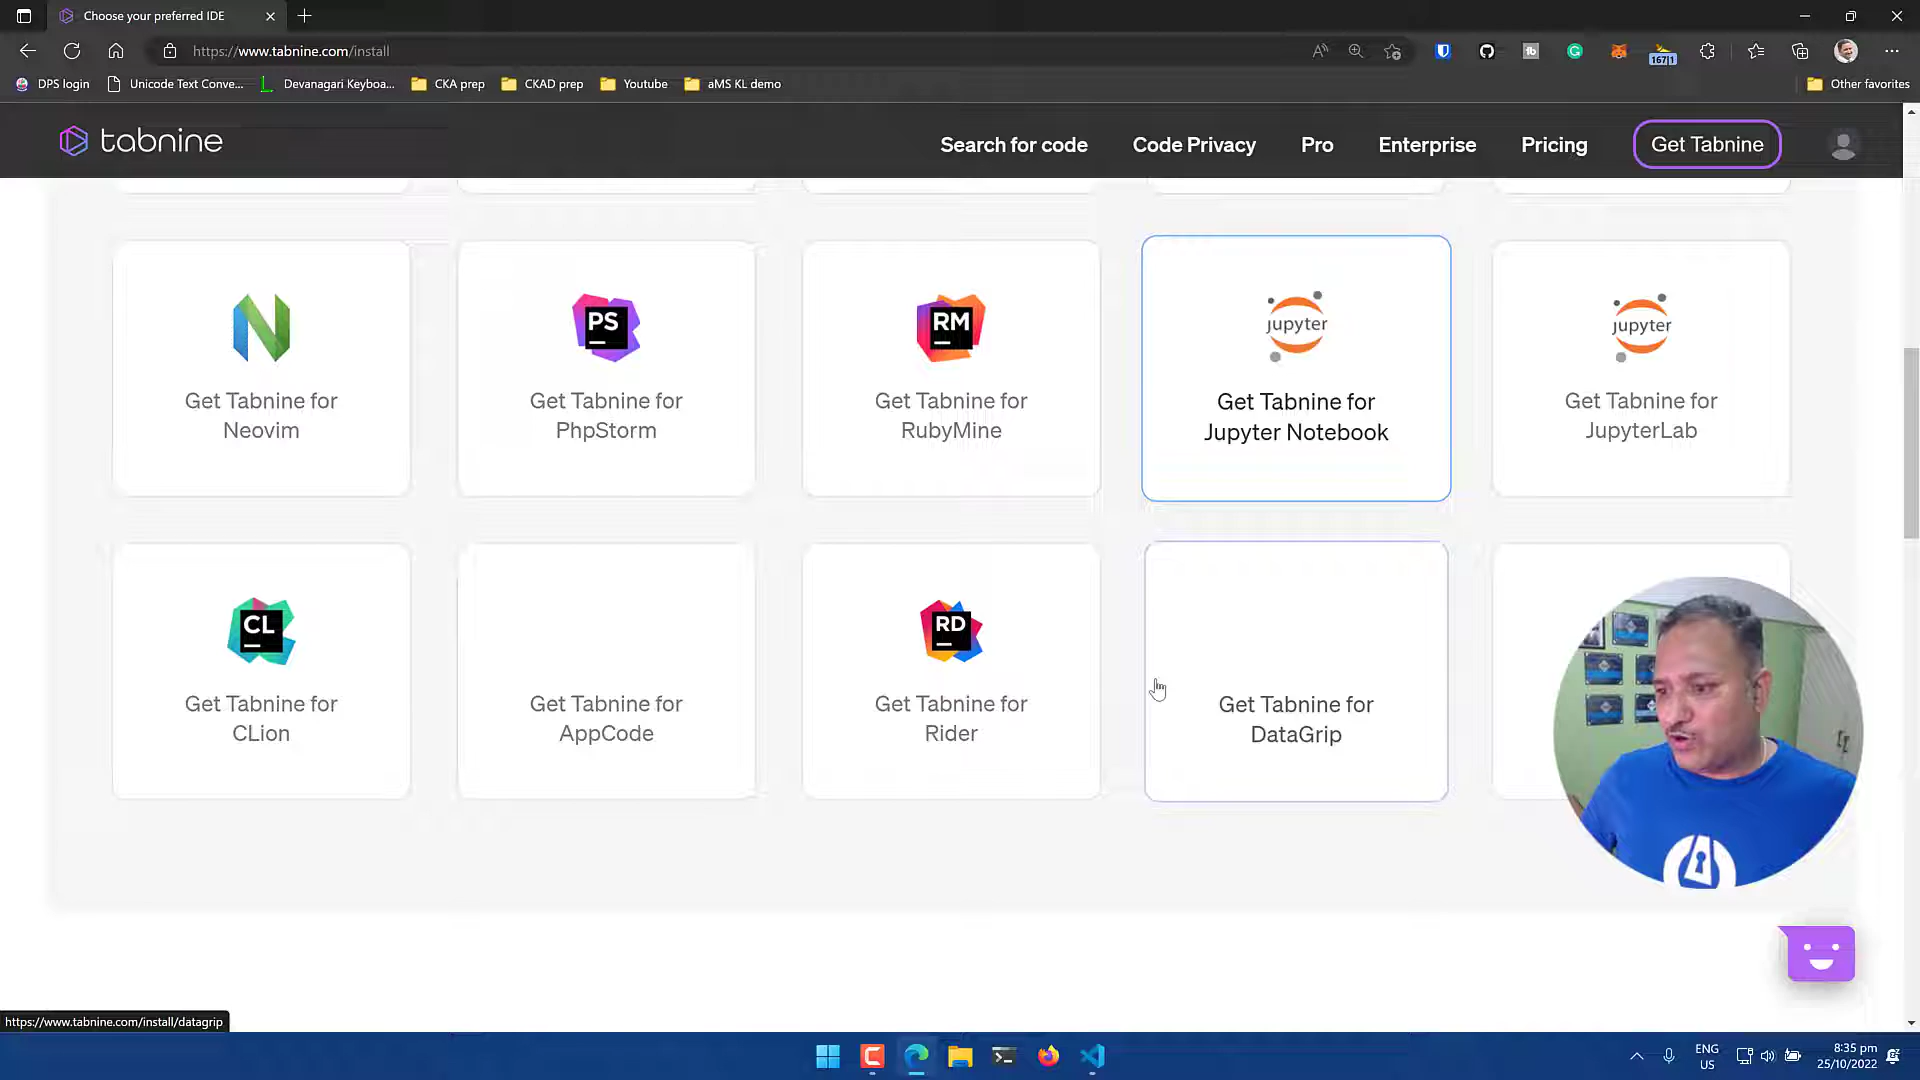 Choose your preferred IDE
https://www.tabnine.com/install
167|1
DPS login
Unicode Text Conve...
Devanagari Keyboa...
CKA prep
CKAD prep
Youtube
aMS KL demo
Other favorites
tabnine
Search for code
Code Privacy
Pro
Enterprise
Pricing
Get Tabnine
PS
RM
jupyter
jupyter
Get Tabnine for
Neovim
Get Tabnine for
PhpStorm
Get Tabnine for
RubyMine
Get Tabnine for
Jupyter Notebook
Get Tabnine for
JupyterLab
CL
RD
Get Tabnine for
CLion
Get Tabnine for
AppCode
Get Tabnine for
Rider
Get Tabnine for
DataGrip
https://www.tabnine.com/install/datagrip
ENG
US
8:35 pm
25/10/2022